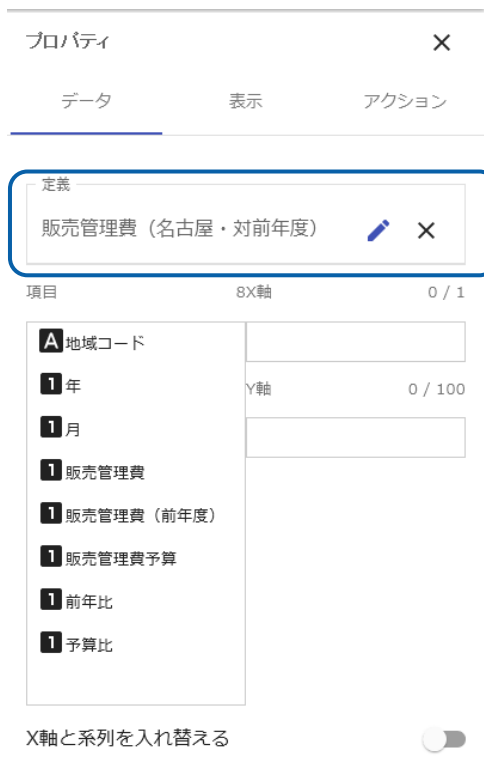 プロパティ
データ 表示 アクション
定義
販売管理費（名古屋・対前年度）
項目 8 X軸 0 / 1
A 地域コード
1 年
Y軸 0 / 100
1 月
1 販売管理費
1 販売管理費（前年度）
1 販売管理費予算
1 前年比
1 予算比
X軸と系列を入れ替える